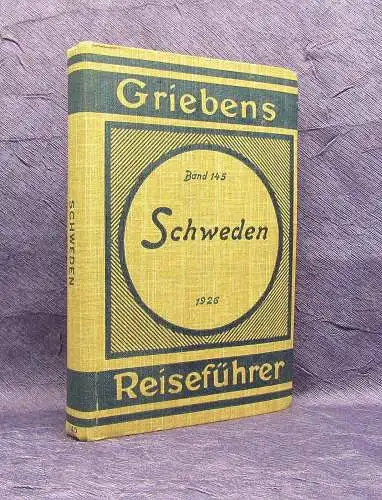 Griebens
Band 145
Schweden
1926
Reiseführer
SCHWEDEN